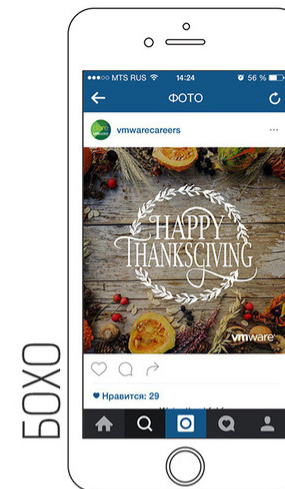 БОХО
MTS RUS 14:24 56 %
ФОТО
vmwarecareers
HAPPY
THANKSGIVING
vmware
Нравится: 29